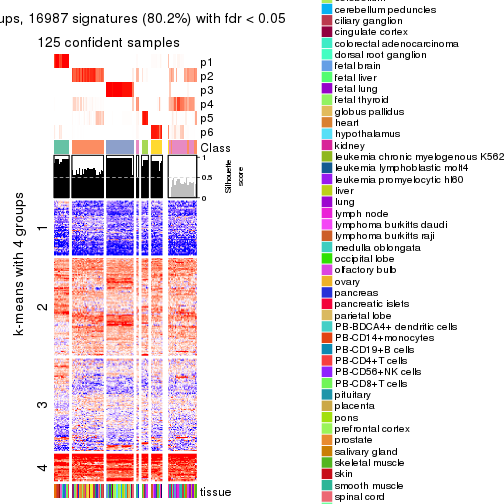 ups, 16987 signatures (80.2%) with fdr < 0.05
125 confident samples
p1
p2
p3
p4
p5
p6
Class
1
0.5
0
Silhouette
score
k-means with 4 groups
1
2
3
4
tissue
cerebellum peduncles
ciliary ganglion
cingulate cortex
colorectal adenocarcinoma
dorsal root ganglion
fetal brain
fetal liver
fetal lung
fetal thyroid
globus pallidus
heart
hypothalamus
kidney
leukemia chronic myelogenous K562
leukemia lymphoblastic molt4
leukemia promyelocytic hl60
liver
lung
lymph node
lymphoma burkitts daudi
lymphoma burkitts raji
medulla oblongata
occipital lobe
olfactory bulb
ovary
pancreas
pancreatic islets
parietal lobe
PB-BDCA4+ dendritic cells
PB-CD14+monocytes
PB-CD19+B cells
PB-CD4+T cells
PB-CD56+NK cells
PB-CD8+T cells
pituitary
placenta
pons
prefrontal cortex
prostate
salivary gland
skeletal muscle
skin
smooth muscle
spinal cord